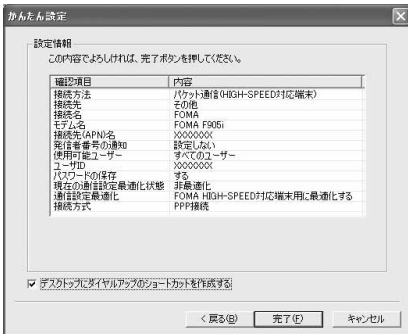 かんたん設定
設定情報
この内容でよろしければ、完了ボタンを押してください。
確認項目 内容
接続方法 パケット通信(HIGH-SPEED対応端末)
接続先 その他
接続名 FOMA
モデム名 FOMA F905i
接続先(APN)名 XXXXXXX
発信者番号の通知 設定しない
使用可能ユーザー すべてのユーザー
ユーザID XXXXXXX
パスワードの保存 する
現在の通信設定最適化状態 非最適化
通信設定最適化 FOMA HIGH-SPEED対応端末用に最適化する
接続方式 PPP接続
デスクトップにダイヤルアップのショートカットを作成する
< 戻る(B) 完了(F) キャンセル